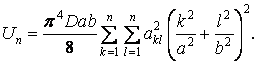 $U_n = \frac{\pi^4 Dab}{8} \sum_{k=1}^{n} \sum_{l=1}^{n} a_{kl}^2 \left( \frac{k^2}{a^2} + \frac{l^2}{b^2} \right)^2.$